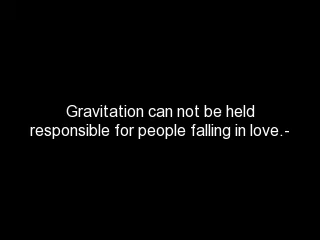 Gravitation can not be held
responsible for people falling in love.-